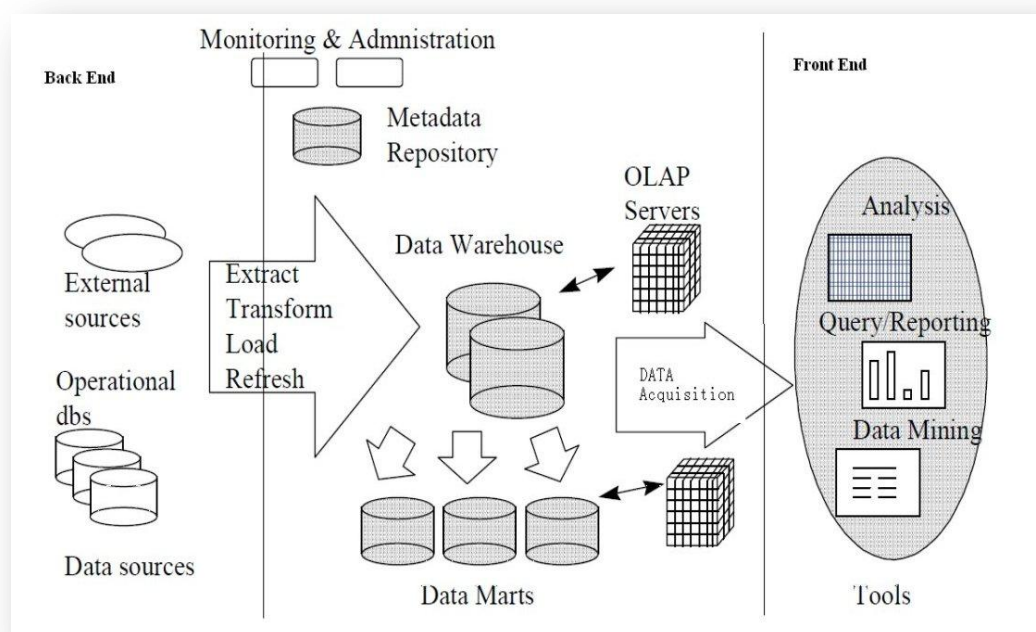 Monitoring & Admnistration
Back End
Front End
Metadata
Repository
OLAP
Servers
Analysis
Data Warehouse
External
sources
Extract
Transform
Load
Refresh
Query/Reporting
Operational
dbs
DATA
Acquisition
Data Mining
Data sources
Data Marts
Tools